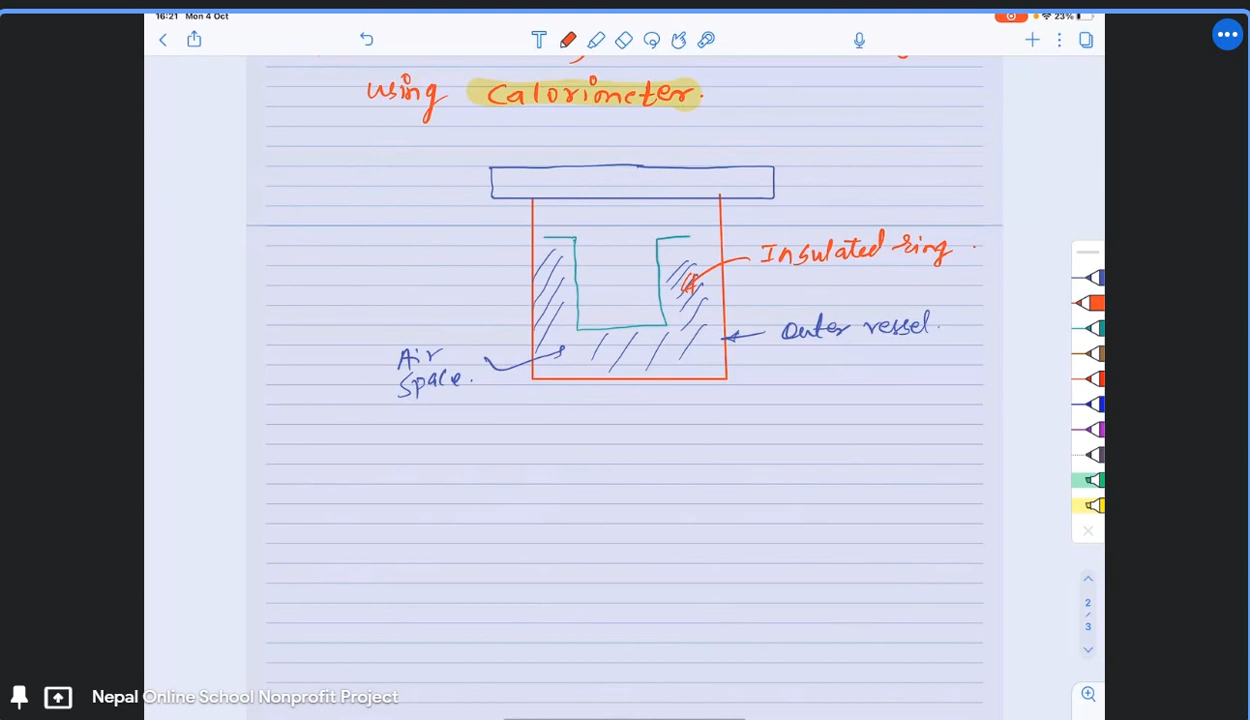 16:21 Mon 4 Oct
23%
using Calorimeter.
Insulated ring
Outer vessel.
Air
space.
2
/
3
Nepal Online School Nonprofit Project